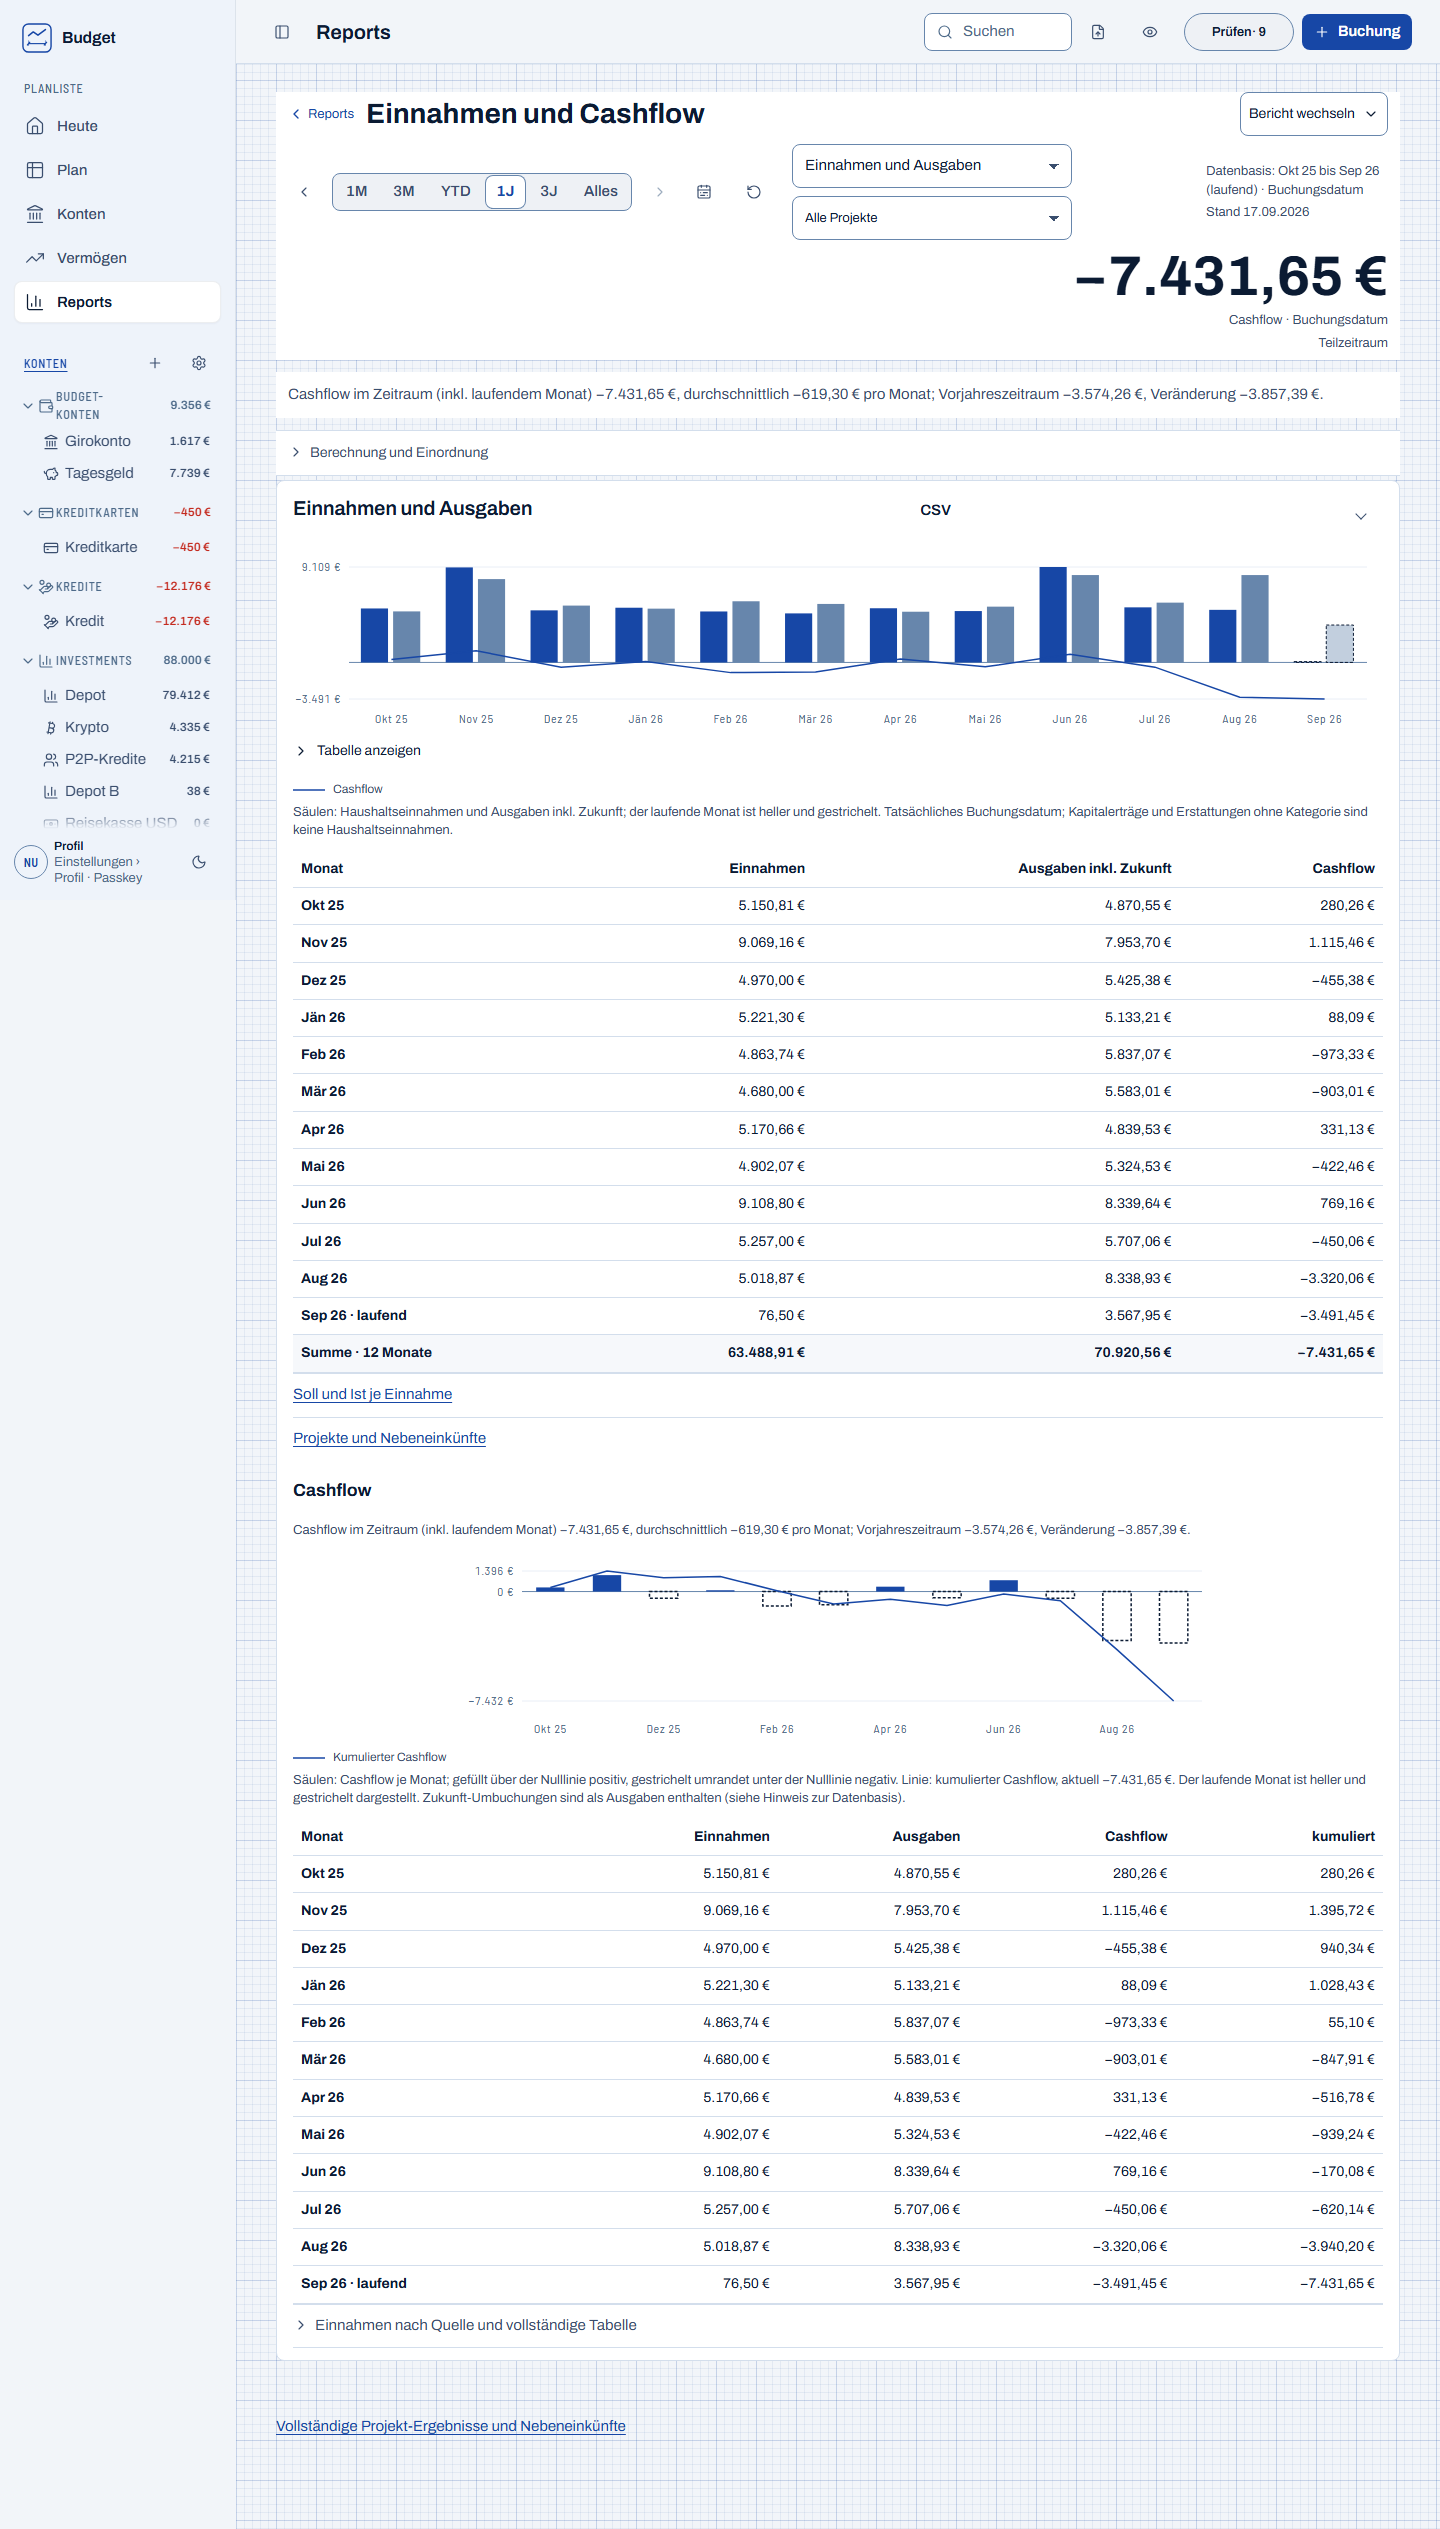 Budget
PLANLISTE
Heute
Plan
Konten
Vermögen
Reports
KONTEN
BUDGET-
KONTEN
9.356 €
Girokonto 1.617 €
Tagesgeld 7.739 €
KREDITKARTEN −450 €
Kreditkarte −450 €
KREDITE −12.176 €
Kredit −12.176 €
INVESTMENTS 88.000 €
Depot 79.412 €
Krypto 4.335 €
P2P-Kredite 4.215 €
Depot B 38 €
Reisekasse USD 0 €
NU
Profil
Einstellungen ›
Profil · Passkey
Reports
Suchen
Prüfen · 9
Buchung
Reports
Einnahmen und Cashflow
Bericht wechseln
1M 3M YTD 1J 3J Alles
Einnahmen und Ausgaben
Alle Projekte
Datenbasis: Okt 25 bis Sep 26
(laufend) · Buchungsdatum
Stand 17.09.2026
−7.431,65 €
Cashflow · Buchungsdatum
Teilzeitraum
Cashflow im Zeitraum (inkl. laufendem Monat) −7.431,65 €, durchschnittlich −619,30 € pro Monat; Vorjahreszeitraum −3.574,26 €, Veränderung −3.857,39 €.
Berechnung und Einordnung
Einnahmen und Ausgaben
CSV
9.109 €
−3.491 €
Okt 25 Nov 25 Dez 25 Jän 26 Feb 26 Mär 26 Apr 26 Mai 26 Jun 26 Jul 26 Aug 26 Sep 26
Tabelle anzeigen
Cashflow
Säulen: Haushaltseinnahmen und Ausgaben inkl. Zukunft; der laufende Monat ist heller und gestrichelt. Tatsächliches Buchungsdatum; Kapitalerträge und Erstattungen ohne Kategorie sind
keine Haushaltseinnahmen.
Monat Einnahmen Ausgaben inkl. Zukunft Cashflow
Okt 25 5.150,81 € 4.870,55 € 280,26 €
Nov 25 9.069,16 € 7.953,70 € 1.115,46 €
Dez 25 4.970,00 € 5.425,38 € −455,38 €
Jän 26 5.221,30 € 5.133,21 € 88,09 €
Feb 26 4.863,74 € 5.837,07 € −973,33 €
Mär 26 4.680,00 € 5.583,01 € −903,01 €
Apr 26 5.170,66 € 4.839,53 € 331,13 €
Mai 26 4.902,07 € 5.324,53 € −422,46 €
Jun 26 9.108,80 € 8.339,64 € 769,16 €
Jul 26 5.257,00 € 5.707,06 € −450,06 €
Aug 26 5.018,87 € 8.338,93 € −3.320,06 €
Sep 26 · laufend 76,50 € 3.567,95 € −3.491,45 €
Summe · 12 Monate 63.488,91 € 70.920,56 € −7.431,65 €
Soll und Ist je Einnahme
Projekte und Nebeneinkünfte
Cashflow
Cashflow im Zeitraum (inkl. laufendem Monat) −7.431,65 €, durchschnittlich −619,30 € pro Monat; Vorjahreszeitraum −3.574,26 €, Veränderung −3.857,39 €.
1.396 €
0 €
−7.432 €
Okt 25 Dez 25 Feb 26 Apr 26 Jun 26 Aug 26
Kumulierter Cashflow
Säulen: Cashflow je Monat; gefüllt über der Nulllinie positiv, gestrichelt umrandet unter der Nulllinie negativ. Linie: kumulierter Cashflow, aktuell −7.431,65 €. Der laufende Monat ist heller und
gestrichelt dargestellt. Zukunft-Umbuchungen sind als Ausgaben enthalten (siehe Hinweis zur Datenbasis).
Monat Einnahmen Ausgaben Cashflow kumuliert
Okt 25 5.150,81 € 4.870,55 € 280,26 € 280,26 €
Nov 25 9.069,16 € 7.953,70 € 1.115,46 € 1.395,72 €
Dez 25 4.970,00 € 5.425,38 € −455,38 € 940,34 €
Jän 26 5.221,30 € 5.133,21 € 88,09 € 1.028,43 €
Feb 26 4.863,74 € 5.837,07 € −973,33 € 55,10 €
Mär 26 4.680,00 € 5.583,01 € −903,01 € −847,91 €
Apr 26 5.170,66 € 4.839,53 € 331,13 € −516,78 €
Mai 26 4.902,07 € 5.324,53 € −422,46 € −939,24 €
Jun 26 9.108,80 € 8.339,64 € 769,16 € −170,08 €
Jul 26 5.257,00 € 5.707,06 € −450,06 € −620,14 €
Aug 26 5.018,87 € 8.338,93 € −3.320,06 € −3.940,20 €
Sep 26 · laufend 76,50 € 3.567,95 € −3.491,45 € −7.431,65 €
Einnahmen nach Quelle und vollständige Tabelle
Vollständige Projekt-Ergebnisse und Nebeneinkünfte